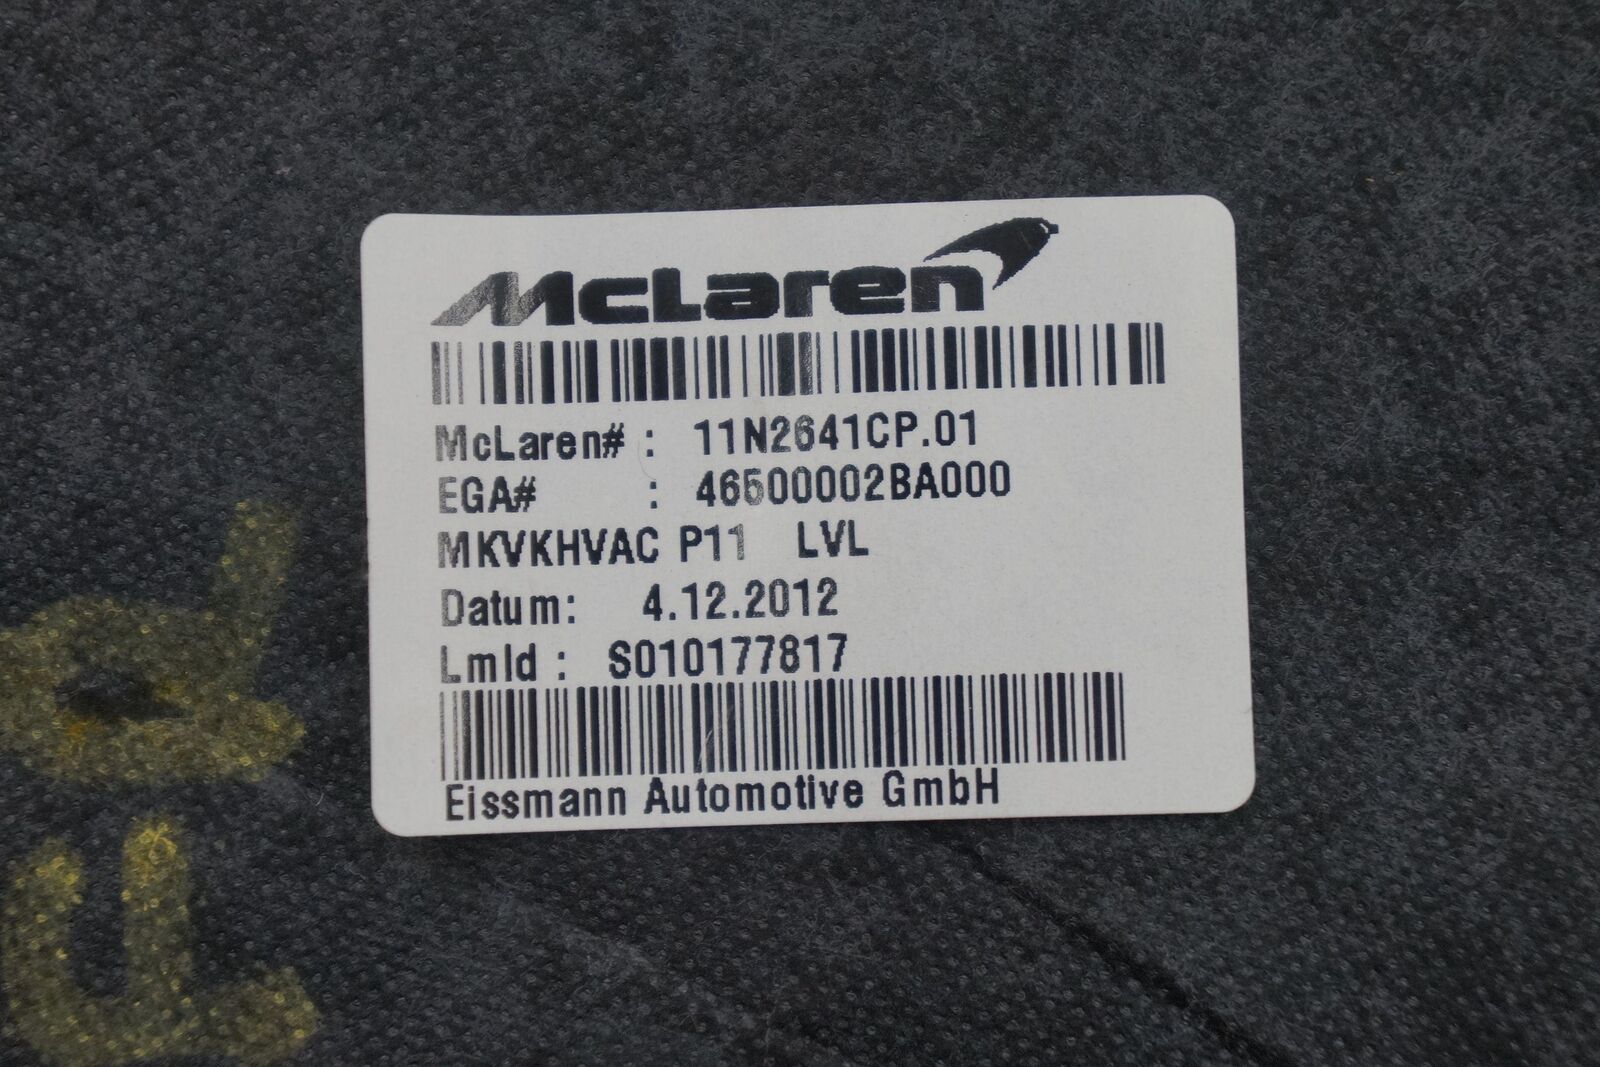 McLaren
McLaren# : 11N2641CP.01
EGA# : 46500002BA000
MKVKHVAC P11 LVL
Datum: 4.12.2012
LmId : S010177817
Eissmann Automotive GmbH